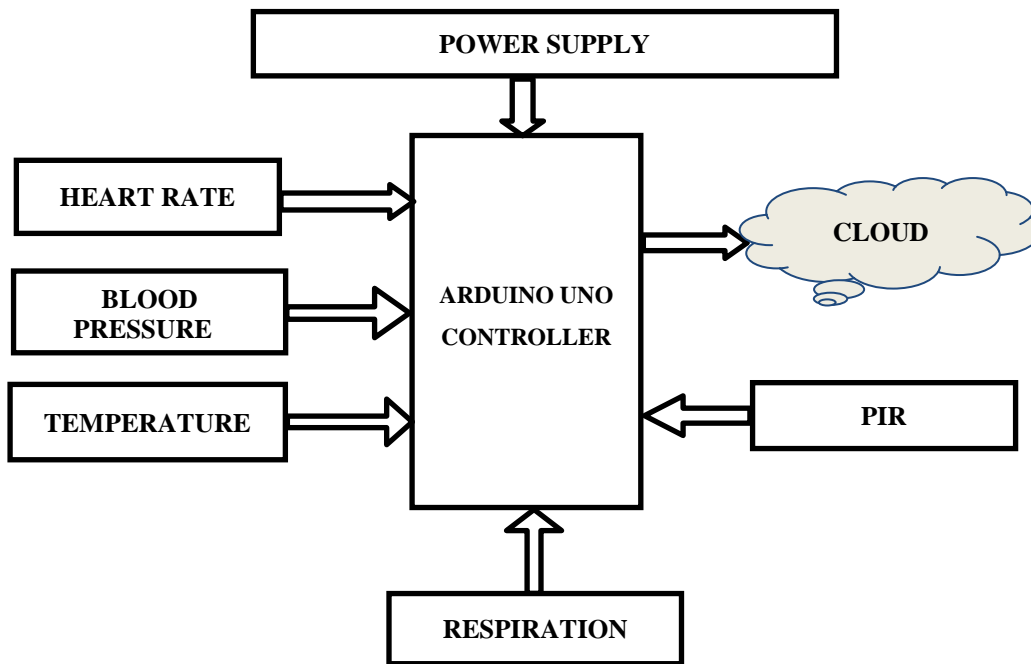 POWER SUPPLY
HEART RATE
CLOUD
BLOOD
PRESSURE
ARDUINO UNO
CONTROLLER
TEMPERATURE
PIR
RESPIRATION